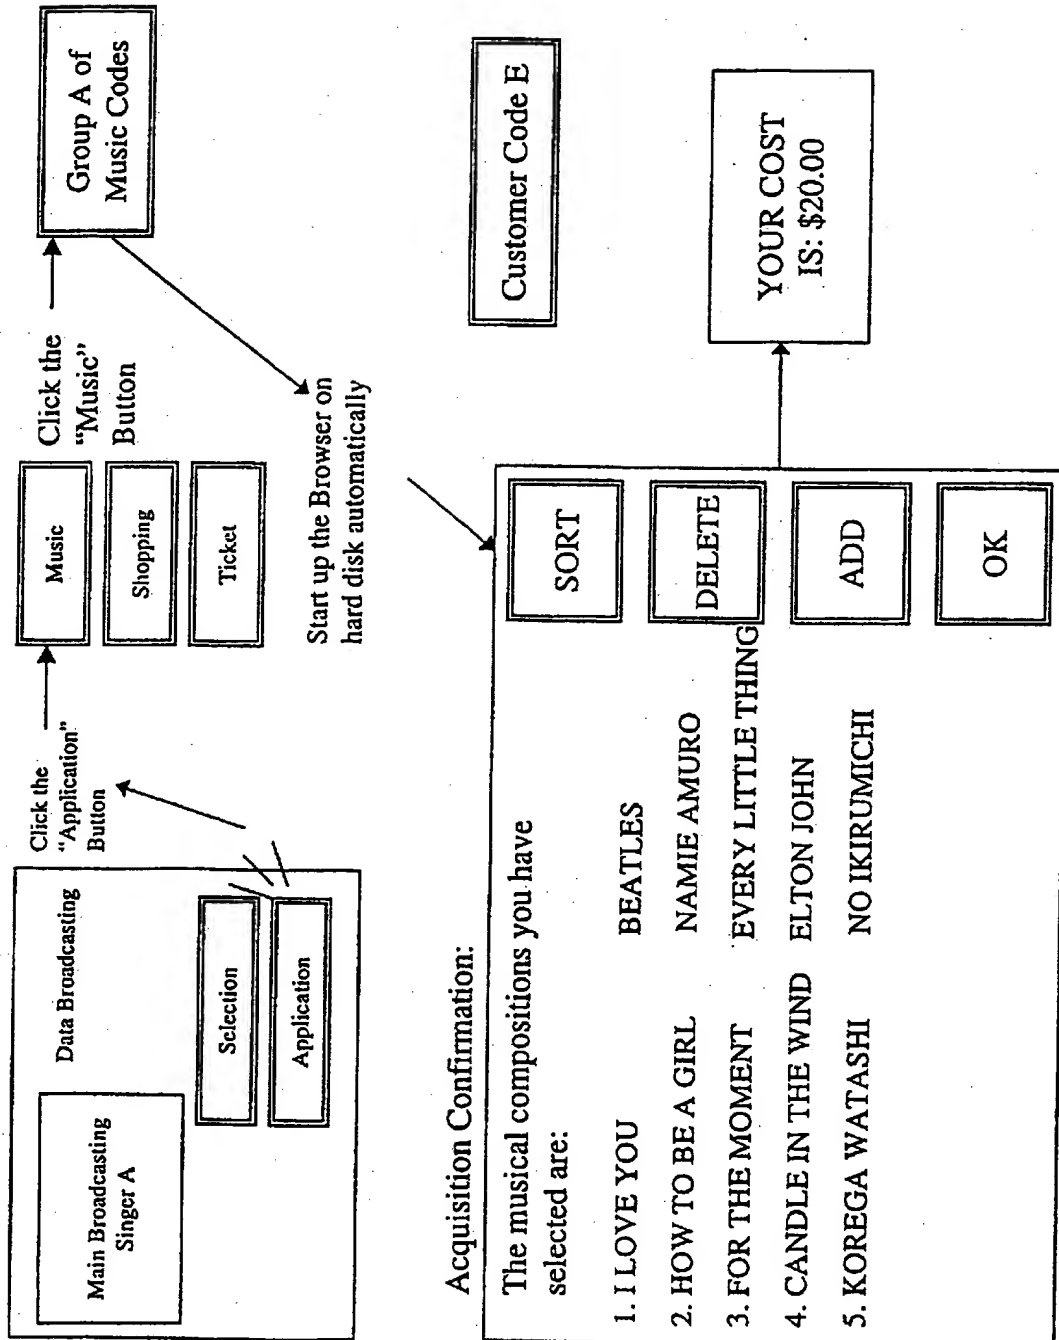 Main Broadcasting
Singer A
Data Broadcasting
Selection
Application
Click the
“Application”
Button
Music
Shopping
Ticket
Click the
“Music”
Button
Group A of
Music Codes
Start up the Browser on
hard disk automatically
Customer Code E
Acquisition Confirmation:
The musical compositions you have
selected are:
1. I LOVE YOU BEATLES
2. HOW TO BE A GIRL NAMIE AMURO
3. FOR THE MOMENT EVERY LITTLE THING
4. CANDLE IN THE WIND ELTON JOHN
5. KOREGA WATASHI NO IKIRUMICHI
SORT
DELETE
ADD
OK
YOUR COST
IS: $20.00